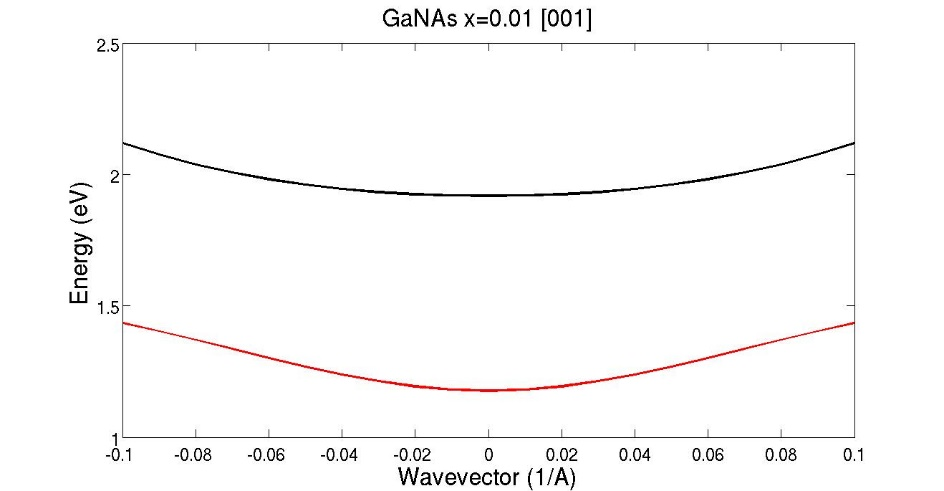 GaNAs x=0.01 [001]
2.5
2
1.5
1
Energy (eV)
-0.1 -0.08 -0.06 -0.04 -0.02 0 0.02 0.04 0.06 0.08 0.1
Wavevector (1/A)